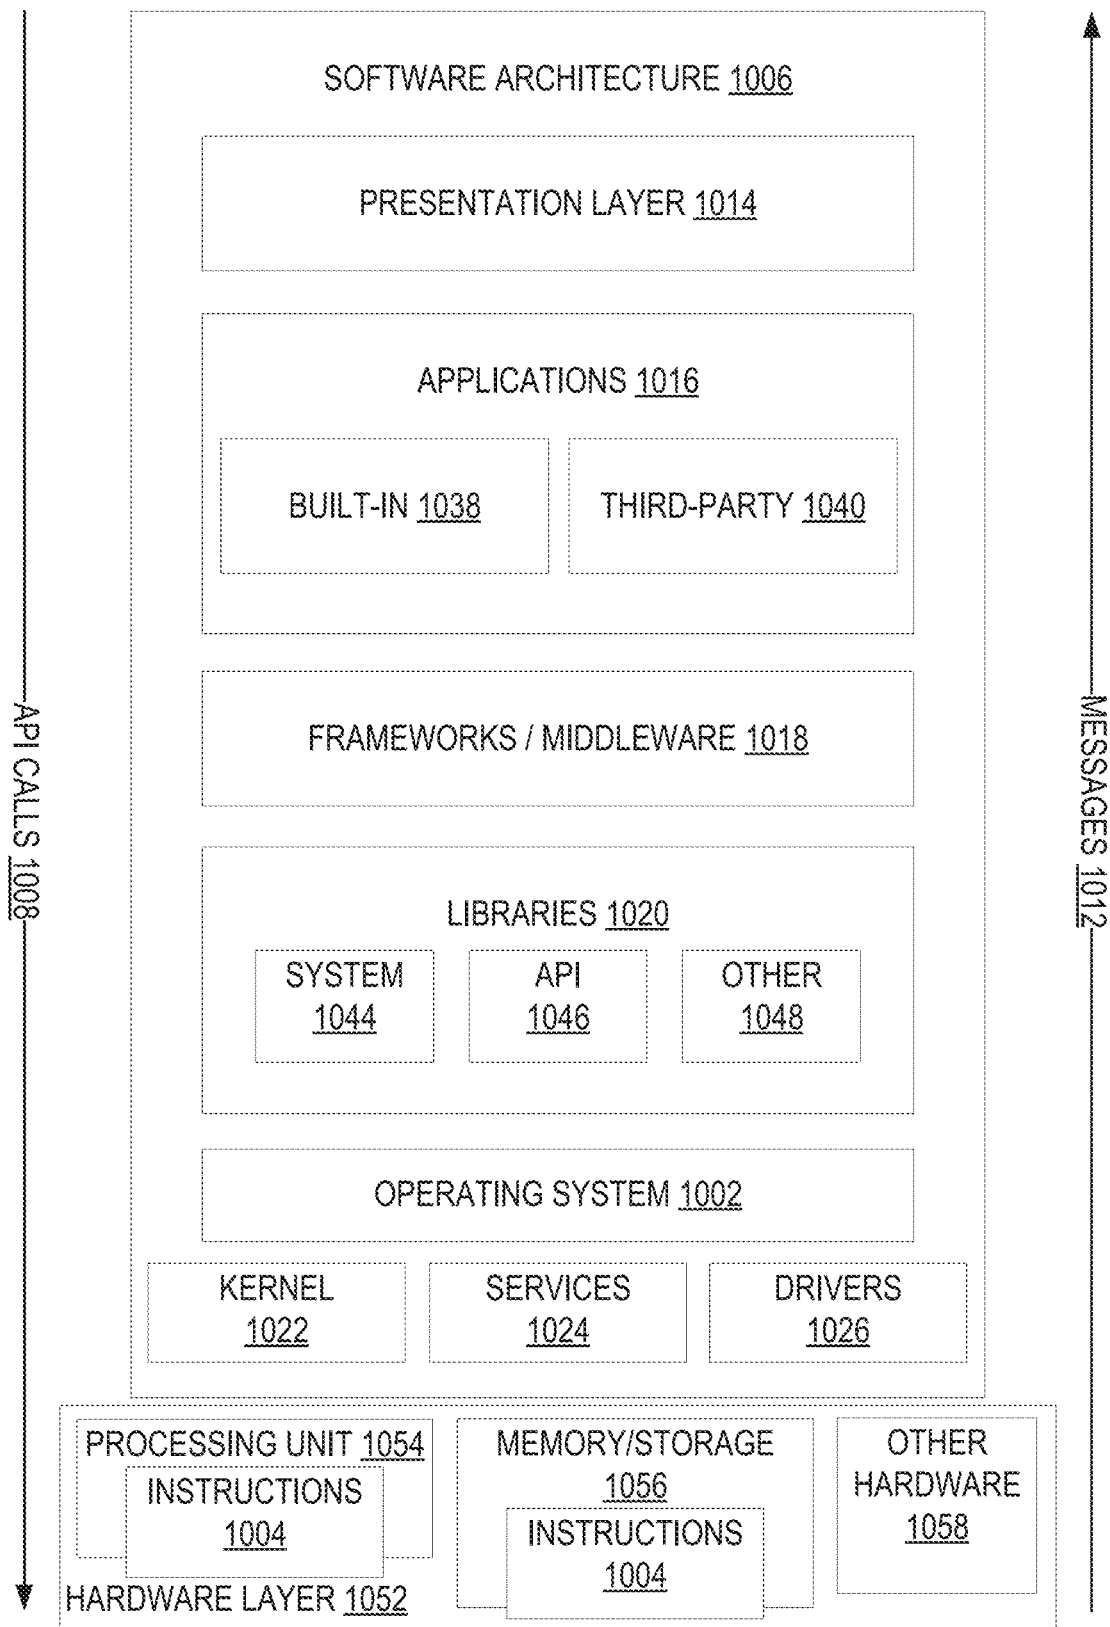 SOFTWARE ARCHITECTURE 1006
PRESENTATION LAYER 1014
APPLICATIONS 1016
BUILT-IN 1038
THIRD-PARTY 1040
FRAMEWORKS / MIDDLEWARE 1018
LIBRARIES 1020
SYSTEM
1044
API
1046
OTHER
1048
OPERATING SYSTEM 1002
KERNEL
1022
SERVICES
1024
DRIVERS
1026
PROCESSING UNIT 1054
INSTRUCTIONS
1004
MEMORY/STORAGE
1056
INSTRUCTIONS
1004
OTHER
HARDWARE
1058
HARDWARE LAYER 1052
API CALLS 1008
MESSAGES 1012